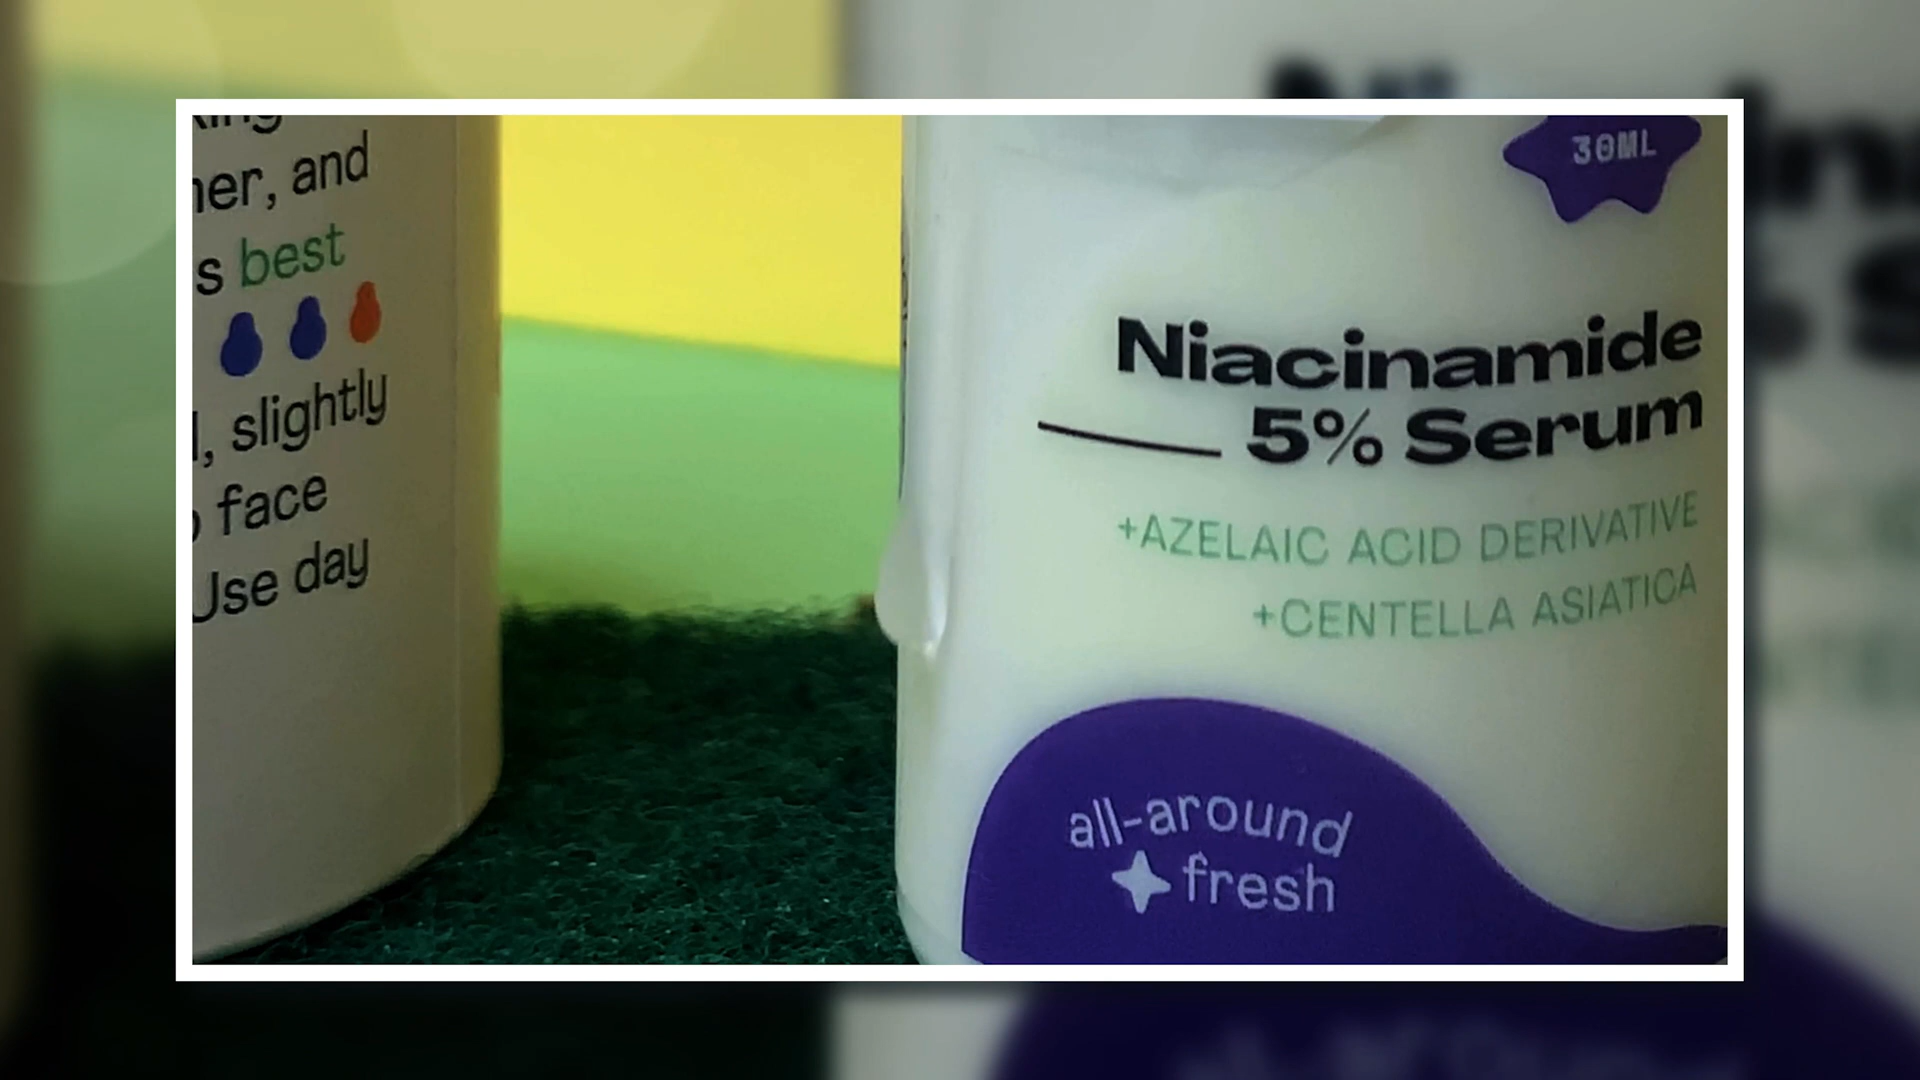 her, and
s best
l, slightly
face
Use day
30ML
Niacinamide
5% Serum
+AZELAIC ACID DERIVATIVE
+CENTELLA ASIATICA
all-around
fresh